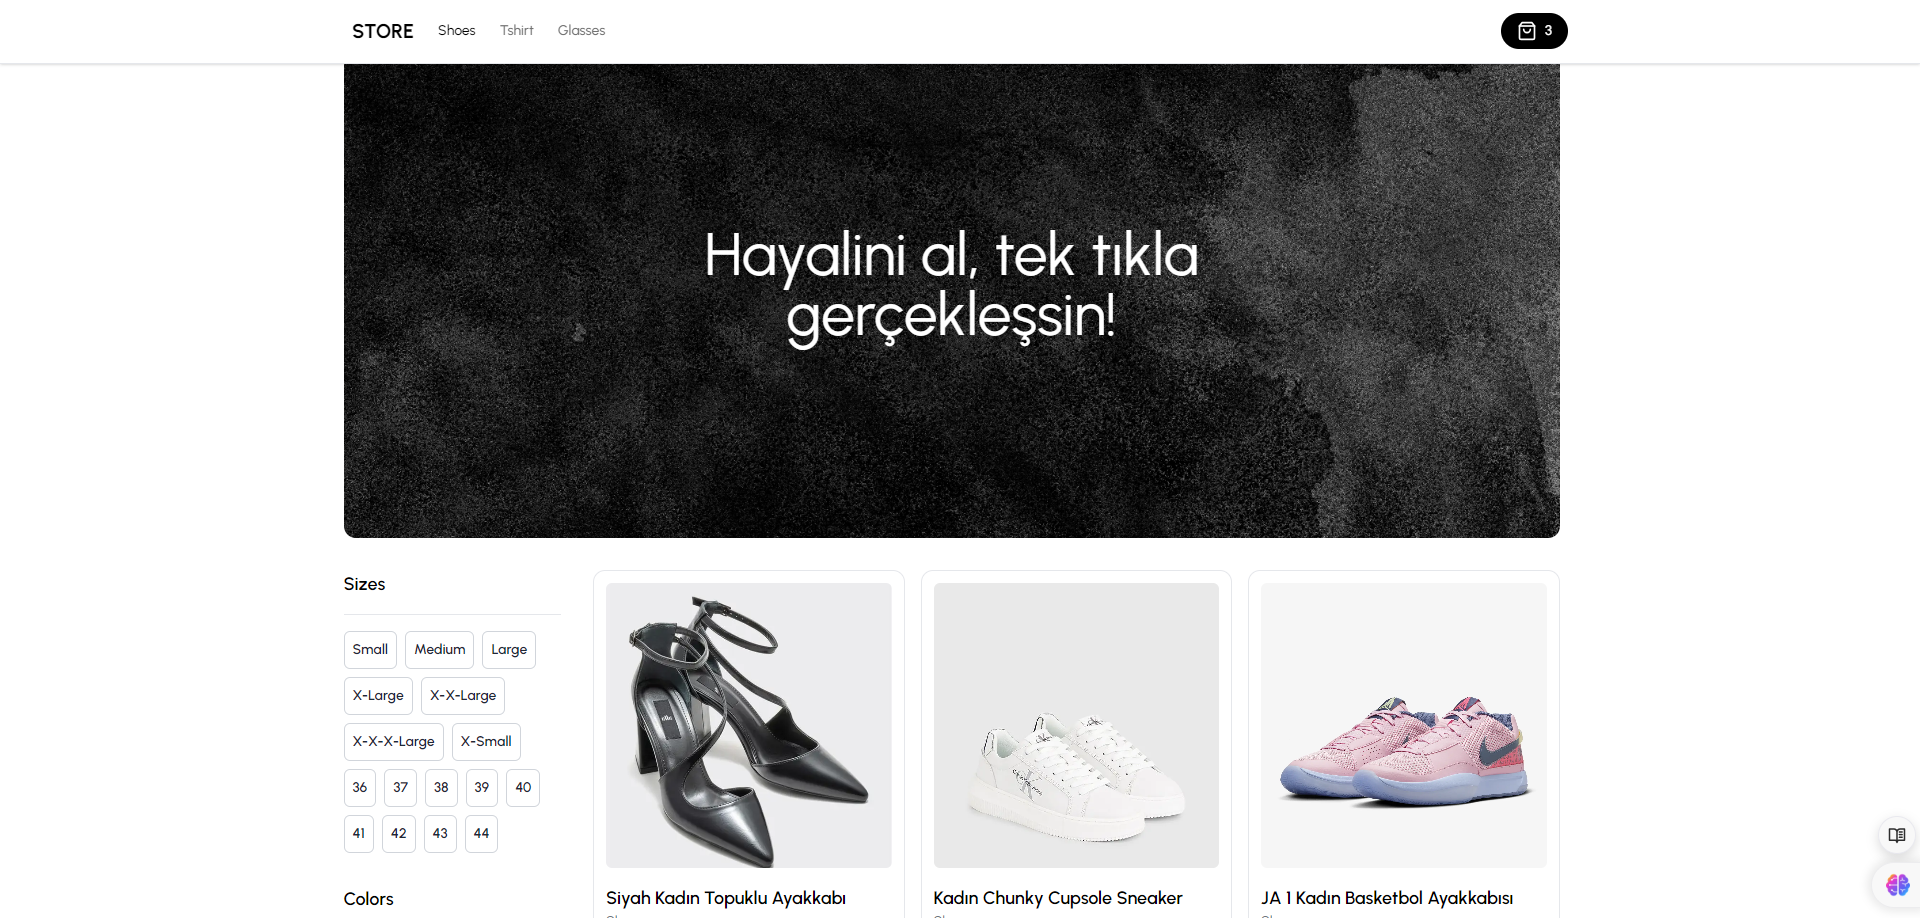 STORE Shoes Tshirt Glasses 3
Hayalini al, tek tıkla
gerçekleşsin!
Sizes
Small Medium Large
X-Large X-X-Large
X-X-X-Large X-Small
36 37 38 39 40
41 42 43 44
Colors
Siyah Kadın Topuklu Ayakkabı
Kadın Chunky Cupsole Sneaker
JA 1 Kadın Basketbol Ayakkabısı